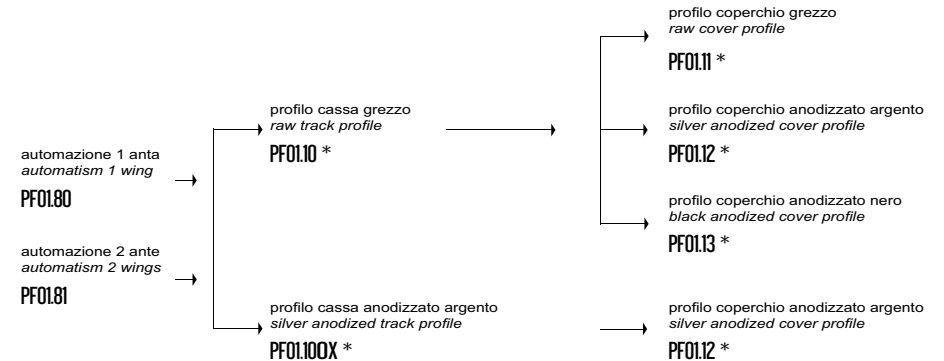 profilo coperchio grezzo
raw cover profile
PF01.11 *
profilo cassa grezzo
raw track profile
PF01.10 *
profilo coperchio anodizzato argento
silver anodized cover profile
PF01.12 *
automazione 1 anta
automatism 1 wing
PF01.80
profilo coperchio anodizzato nero
black anodized cover profile
PF01.13 *
automazione 2 ante
automatism 2 wings
PF01.81
profilo cassa anodizzato argento
silver anodized track profile
PF01.100X *
profilo coperchio anodizzato argento
silver anodized cover profile
PF01.12 *